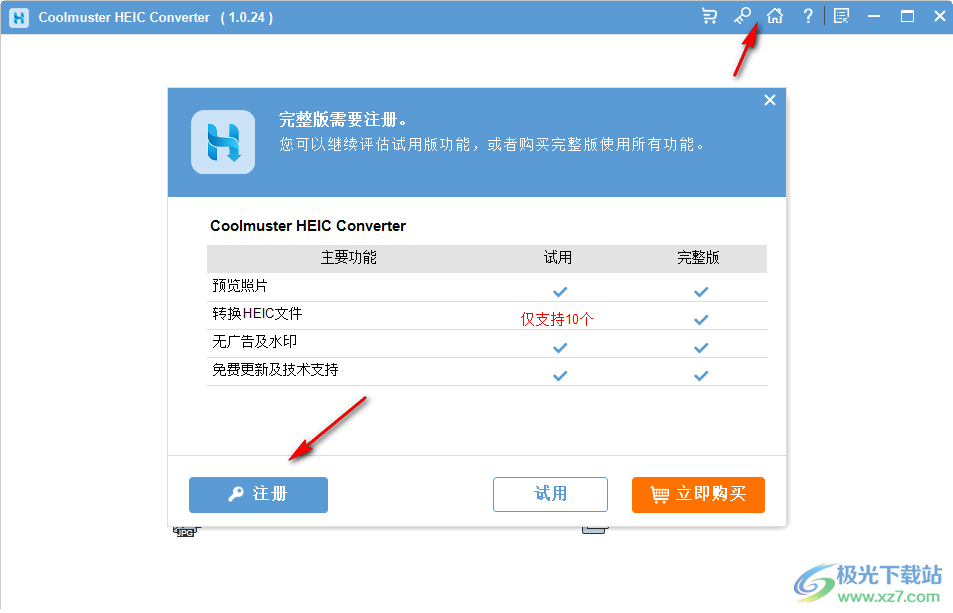 Coolmuster HEIC Converter ( 1.0.24 )
完整版需要注册。
您可以继续评估试用版功能，或者购买完整版使用所有功能。
Coolmuster HEIC Converter
主要功能 试用 完整版
预览照片
转换HEIC文件 仅支持10个
无广告及水印
免费更新及技术支持
注册 试用 立即购买
JPG
极光下载站
www.xz7.com